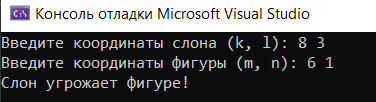 Консоль отладки Microsoft Visual Studio
Введите координаты слона (k, l): 8 3
Введите координаты фигуры (m, n): 6 1
Слон угрожает фигуре!